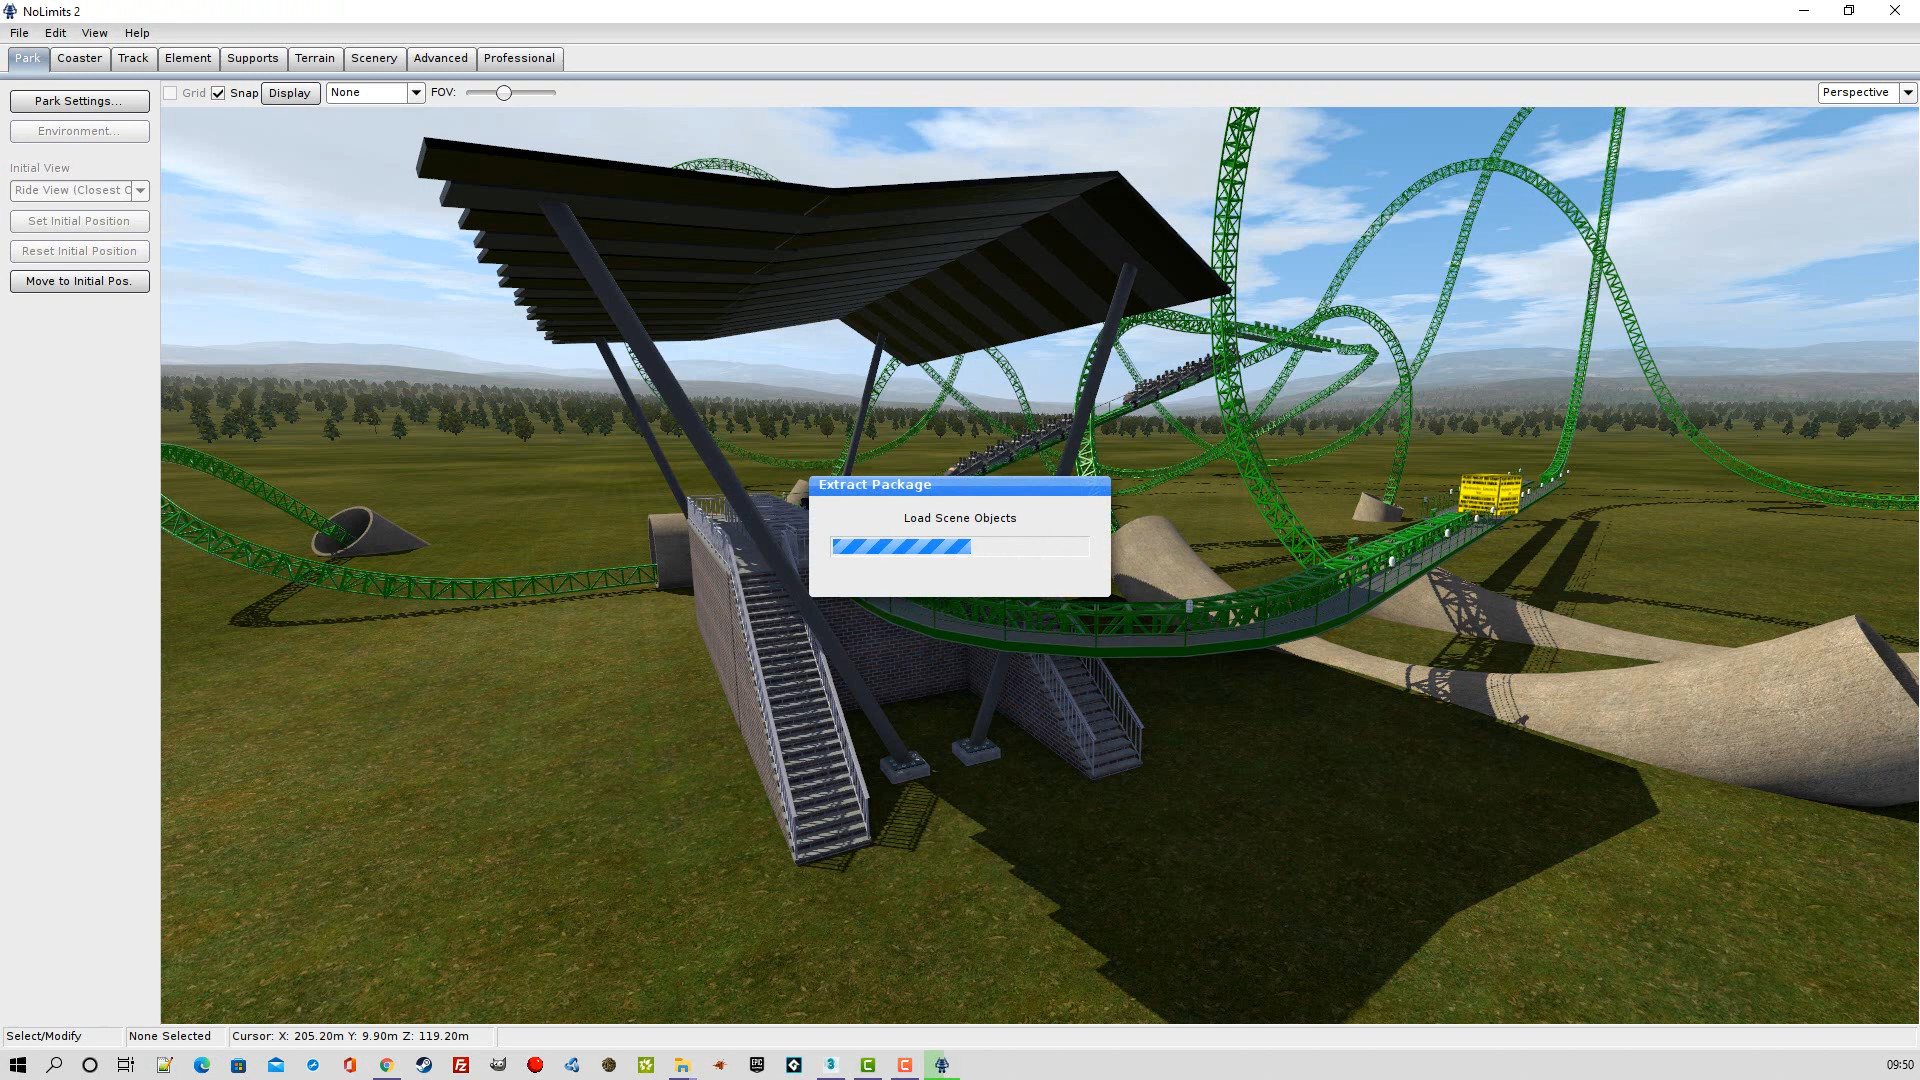 NoLimits 2
File Edit View Help
Park Coaster Track Element Supports Terrain Scenery Advanced Professional
Grid Snap Display None FOV: Perspective
Park Settings...
Environment...
Initial View
Ride View (Closest C
Set Initial Position
Reset Initial Position
Move to Initial Pos.
Extract Package
Load Scene Objects
Select/Modify None Selected Cursor: X: 205.20m Y: 9.90m Z: 119.20m
09:50